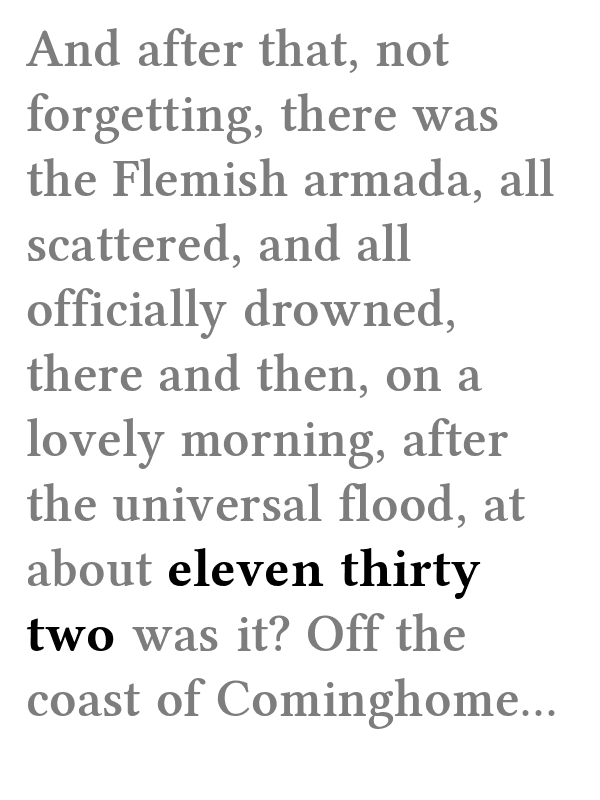 And after that, not
forgetting, there was
the Flemish armada, all
scattered, and all
officially drowned,
there and then, on a
lovely morning, after
the universal flood, at
about eleven thirty
two was it? Off the
coast of Cominghome...